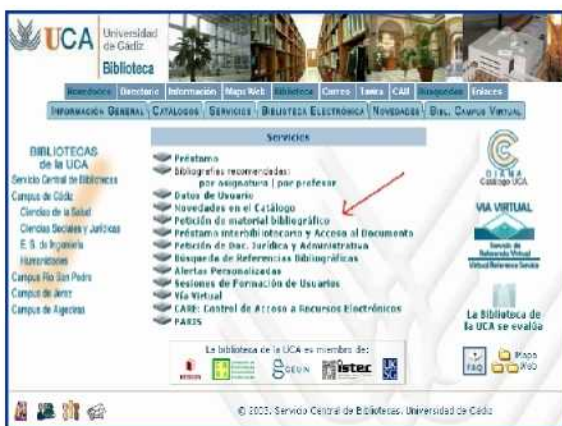 UCA
Universidad
de Cádiz
Biblioteca
Novedades Directorio Información Mapa Web Biblioteca Correo Tavira CAU Búsquedas Enlaces
INFORMACIÓN GENERAL CATÁLOGOS SERVICIOS BIBLIOTECA ELECTRÓNICA NOVEDADES BIBL. CAMPUS VIRTUAL
BIBLIOTECAS
de la UCA
Servicio Central de Bibliotecas
Campus de Cádiz
Ciencias de la Salud
Ciencias Sociales y Jurídicas
E. S. de Ingeniería
Humanidades
Campus Río San Pedro
Campus de Jerez
Campus de Algeciras
Servicios
Préstamo
Bibliografías recomendadas:
por asignatura | por profesor
Datos de Usuario
Novedades en el Catálogo
Petición de material bibliográfico
Préstamo interbibliotecario y Acceso al Documento
Petición de Doc. Jurídica y Administrativa
Búsqueda de Referencias Bibliográficas
Alertas Personalizadas
Sesiones de Formación de Usuarios
Vía Virtual
CARE: Control de Acceso a Recursos Electrónicos
PAPIS
DIANA
Catálogo UCA
VIA VIRTUAL
Servicio de
Referencia Virtual
Virtual Reference Service
La Biblioteca de
la UCA se evalúa
FAQ
Mapa
Web
La biblioteca de la UCA es miembro de:
REBIUN
GEUIN
istec
UKSG
© 2003. Servicio Central de Bibliotecas. Universidad de Cádiz